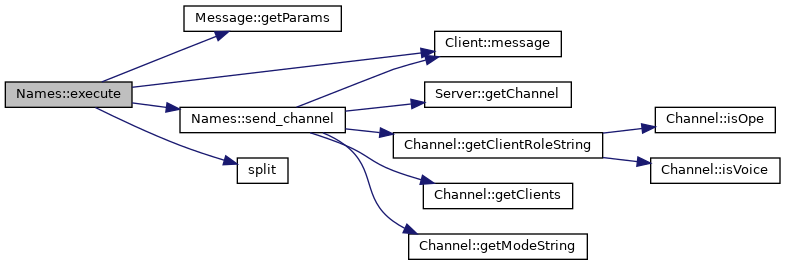 Message::getParams
Client::message
Names::execute
Server::getChannel
Names::send_channel
Channel::isOpe
Channel::getClientRoleString
split
Channel::isVoice
Channel::getClients
Channel::getModeString